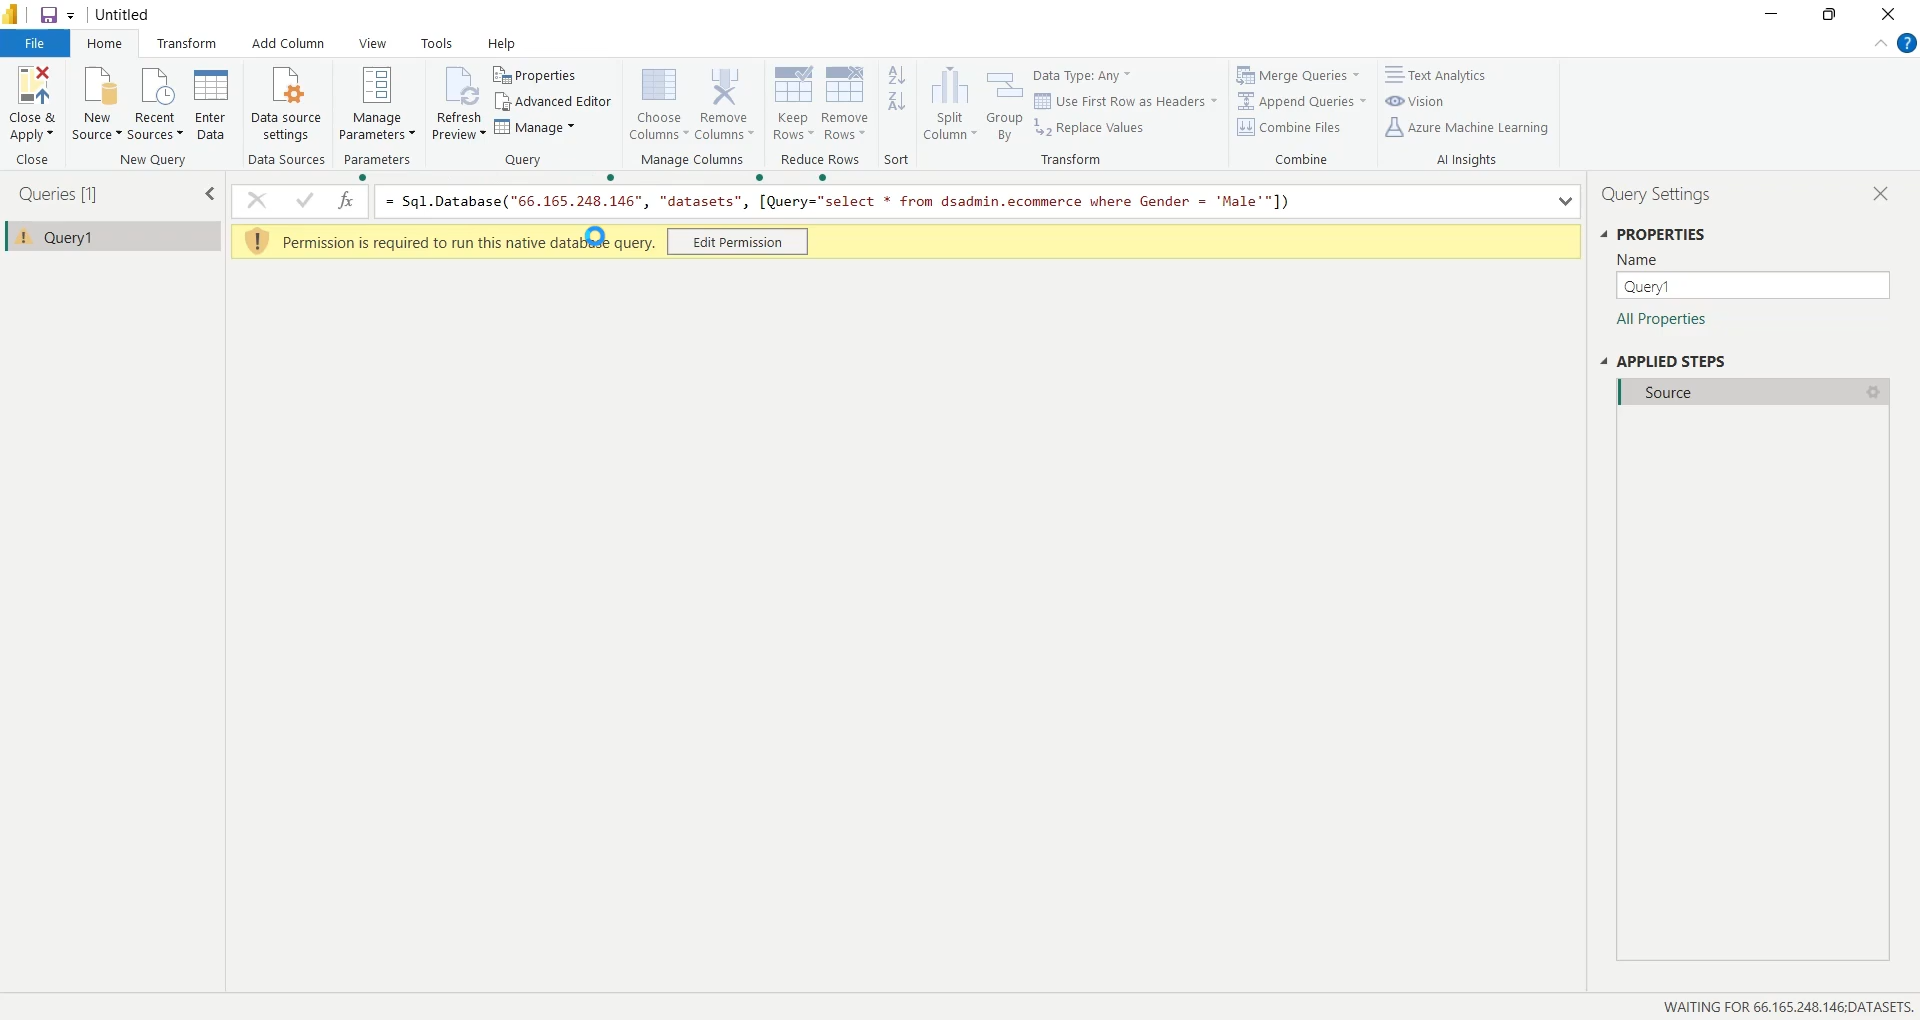 Untitled
File Home Transform Add Column View Tools Help
Close & Apply
Close
New Source
Recent Sources
Enter Data
New Query
Data source settings
Data Sources
Manage Parameters
Parameters
Refresh Preview
Properties
Advanced Editor
Manage
Query
Choose Columns
Remove Columns
Manage Columns
Keep Rows
Remove Rows
Reduce Rows
Sort
Split Column
Group By
Data Type: Any
Use First Row as Headers
Replace Values
Transform
Merge Queries
Append Queries
Combine Files
Combine
Text Analytics
Vision
Azure Machine Learning
AI Insights
Queries [1]
Query1
fx
= Sql.Database("66.165.248.146", "datasets", [Query="select * from dsadmin.ecommerce where Gender = 'Male'"])
Permission is required to run this native database query. Edit Permission
Query Settings
PROPERTIES
Name
Query1
All Properties
APPLIED STEPS
Source
WAITING FOR 66.165.248.146;DATASETS.